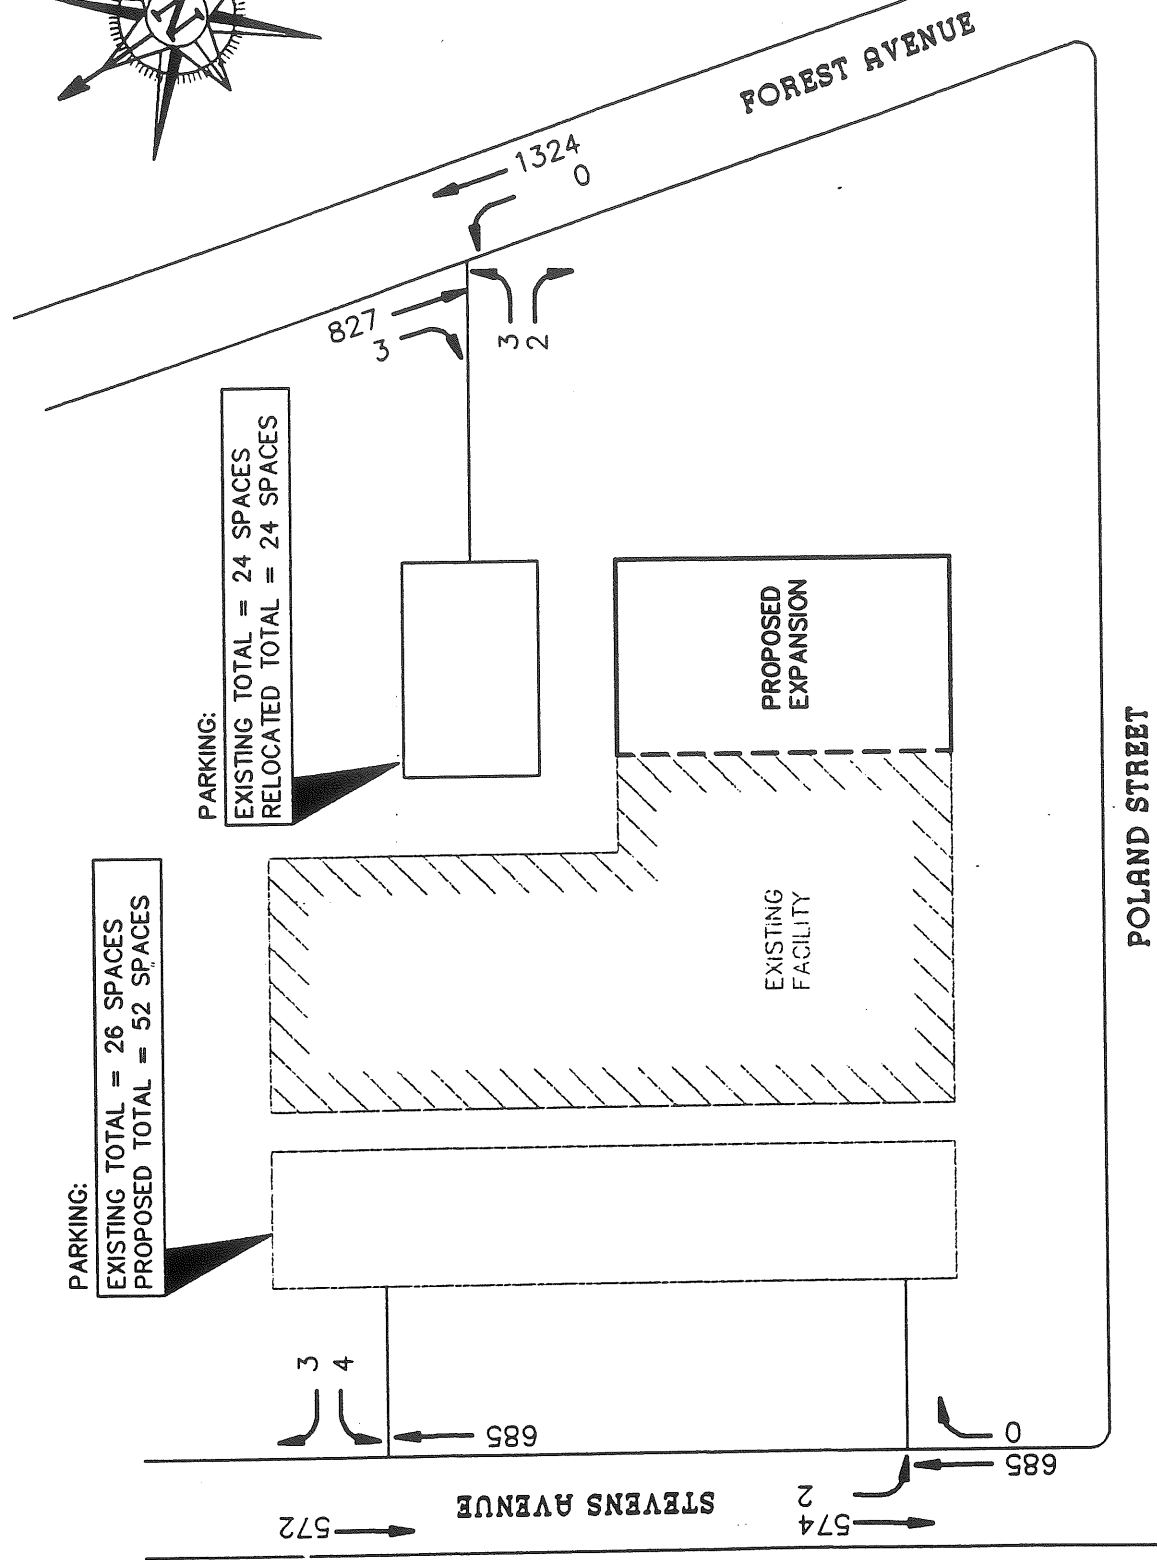 FOREST AVENUE
1324
0
827
3
3
2
PARKING:
EXISTING TOTAL = 24 SPACES
RELOCATED TOTAL = 24 SPACES
PROPOSED
EXPANSION
PARKING:
EXISTING TOTAL = 26 SPACES
PROPOSED TOTAL = 52 SPACES
EXISTING
FACILITY
POLAND STREET
3
4
685
0
685
2
574
STEVENS AVENUE
572